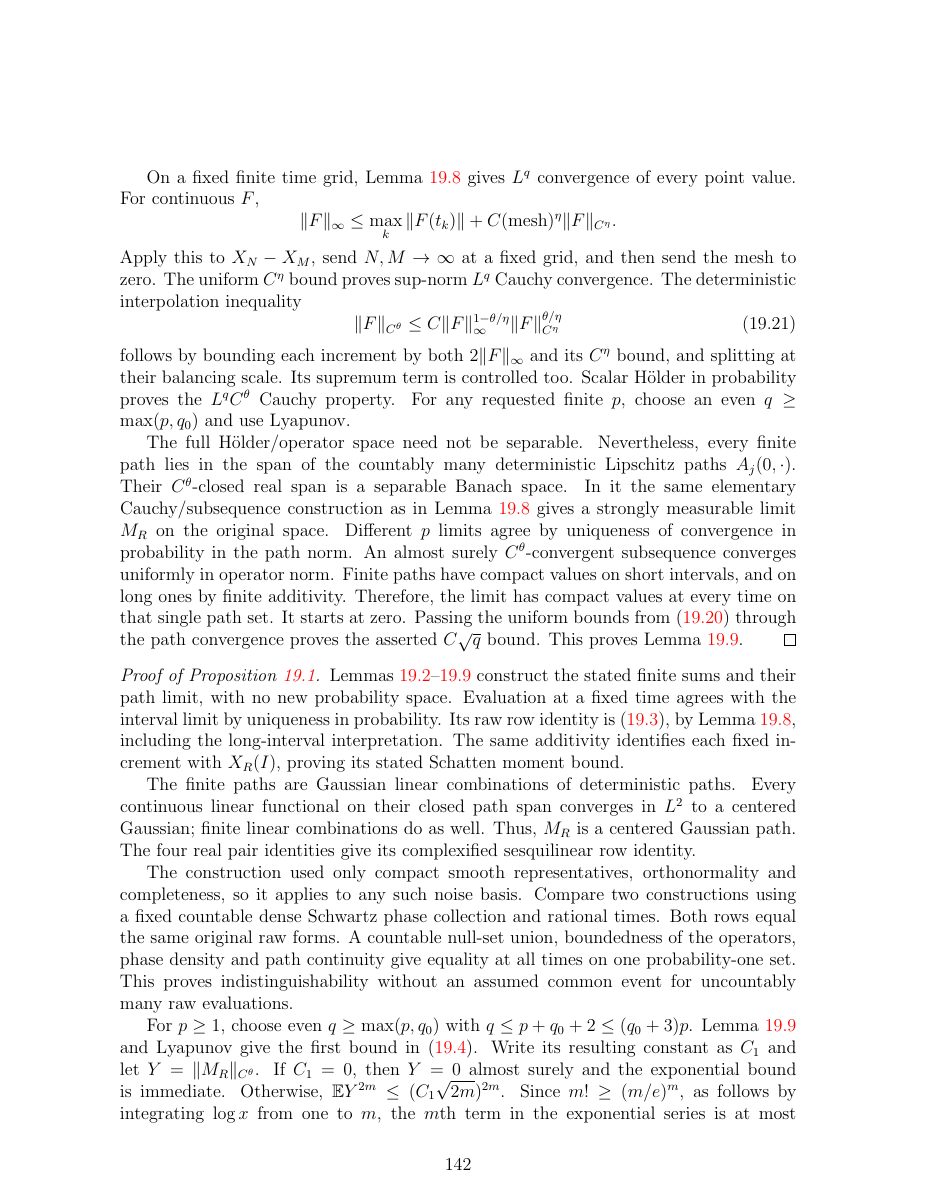 On a fixed finite time grid, Lemma 19.8 gives L^q convergence of every point value.
For continuous F,
‖F‖_∞ ≤ max_k ‖F(t_k)‖ + C(mesh)^η‖F‖_{C^η}.
Apply this to X_N − X_M, send N, M → ∞ at a fixed grid, and then send the mesh to
zero. The uniform C^η bound proves sup-norm L^q Cauchy convergence. The deterministic
interpolation inequality
‖F‖_{C^θ} ≤ C‖F‖_∞^{1−θ/η}‖F‖_{C^η}^{θ/η} (19.21)
follows by bounding each increment by both 2‖F‖_∞ and its C^η bound, and splitting at
their balancing scale. Its supremum term is controlled too. Scalar Hölder in probability
proves the L^qC^θ Cauchy property. For any requested finite p, choose an even q ≥
max(p, q_0) and use Lyapunov.
The full Hölder/operator space need not be separable. Nevertheless, every finite
path lies in the span of the countably many deterministic Lipschitz paths A_j(0, ·).
Their C^θ-closed real span is a separable Banach space. In it the same elementary
Cauchy/subsequence construction as in Lemma 19.8 gives a strongly measurable limit
M_R on the original space. Different p limits agree by uniqueness of convergence in
probability in the path norm. An almost surely C^θ-convergent subsequence converges
uniformly in operator norm. Finite paths have compact values on short intervals, and on
long ones by finite additivity. Therefore, the limit has compact values at every time on
that single path set. It starts at zero. Passing the uniform bounds from (19.20) through
the path convergence proves the asserted C√q bound. This proves Lemma 19.9. □
Proof of Proposition 19.1. Lemmas 19.2–19.9 construct the stated finite sums and their
path limit, with no new probability space. Evaluation at a fixed time agrees with the
interval limit by uniqueness in probability. Its raw row identity is (19.3), by Lemma 19.8,
including the long-interval interpretation. The same additivity identifies each fixed in-
crement with X_R(I), proving its stated Schatten moment bound.
The finite paths are Gaussian linear combinations of deterministic paths. Every
continuous linear functional on their closed path span converges in L^2 to a centered
Gaussian; finite linear combinations do as well. Thus, M_R is a centered Gaussian path.
The four real pair identities give its complexified sesquilinear row identity.
The construction used only compact smooth representatives, orthonormality and
completeness, so it applies to any such noise basis. Compare two constructions using
a fixed countable dense Schwartz phase collection and rational times. Both rows equal
the same original raw forms. A countable null-set union, boundedness of the operators,
phase density and path continuity give equality at all times on one probability-one set.
This proves indistinguishability without an assumed common event for uncountably
many raw evaluations.
For p ≥ 1, choose even q ≥ max(p, q_0) with q ≤ p + q_0 + 2 ≤ (q_0 + 3)p. Lemma 19.9
and Lyapunov give the first bound in (19.4). Write its resulting constant as C_1 and
let Y = ‖M_R‖_{C^θ}. If C_1 = 0, then Y = 0 almost surely and the exponential bound
is immediate. Otherwise, 𝔼Y^{2m} ≤ (C_1√2m)^{2m}. Since m! ≥ (m/e)^m, as follows by
integrating log x from one to m, the mth term in the exponential series is at most
142